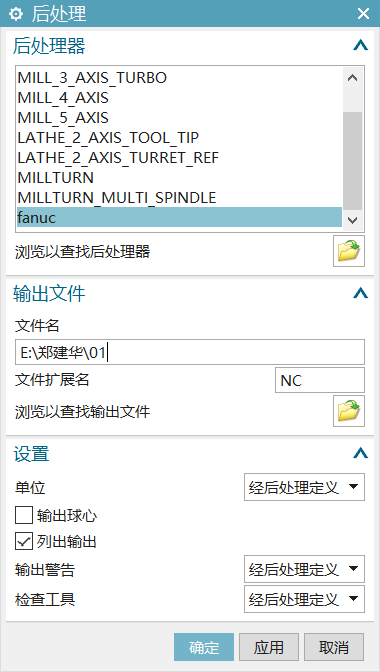 后处理
后处理器
MILL_3_AXIS_TURBO
MILL_4_AXIS
MILL_5_AXIS
LATHE_2_AXIS_TOOL_TIP
LATHE_2_AXIS_TURRET_REF
MILLTURN
MILLTURN_MULTI_SPINDLE
fanuc
浏览以查找后处理器
输出文件
文件名
E:\郑建华\01
文件扩展名 NC
浏览以查找输出文件
设置
单位 经后处理定义
输出球心
列出输出
输出警告 经后处理定义
检查工具 经后处理定义
确定 应用 取消